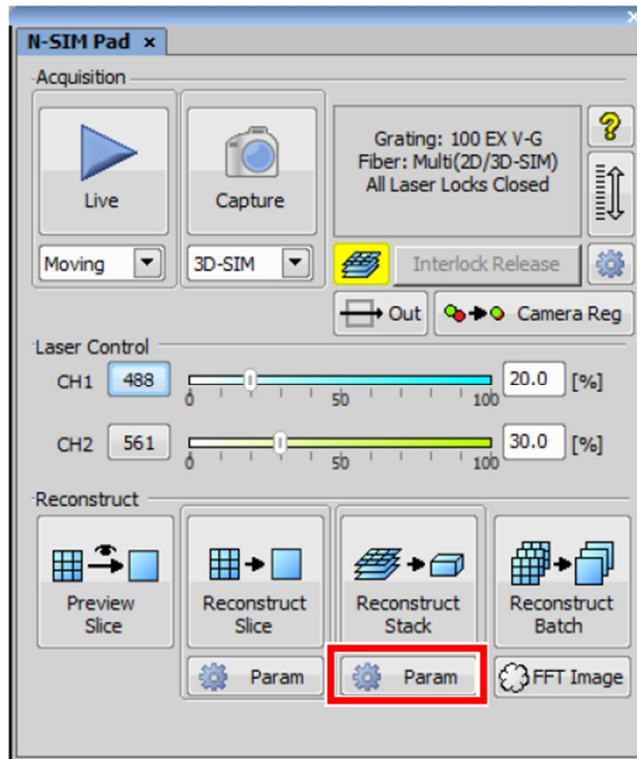 N-SIM Pad x
Acquisition
Live
Capture
Grating: 100 EX V-G
Fiber: Multi(2D/3D-SIM)
All Laser Locks Closed
?
Moving
3D-SIM
Interlock Release
Out
Camera Reg
Laser Control
CH1 488
0 50 100
20.0 [%]
CH2 561
0 50 100
30.0 [%]
Reconstruct
Preview
Slice
Reconstruct
Slice
Reconstruct
Stack
Reconstruct
Batch
Param
Param
FFT Image